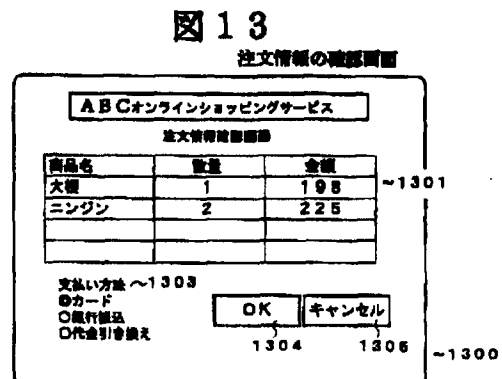 図13
注文情報の確認画面
ABCオンラインショッピングサービス
注文情報確認画面
商品名 数量 金額
大根 1 198 ~1301
ニンジン 2 225
支払い方法 ~1303
◎カード
○銀行振込
○代金引き換え
OK キャンセル
1304 1305 ~1300